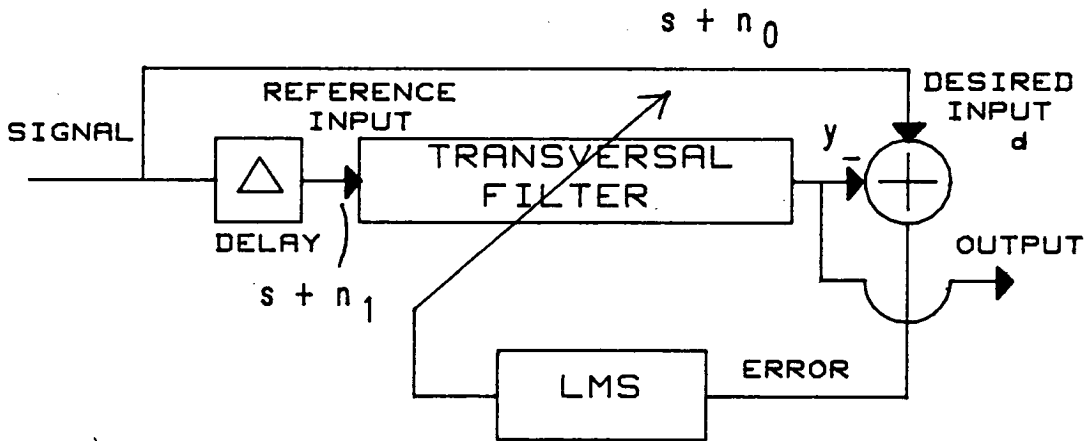 s + n0
SIGNAL
REFERENCE
INPUT
DESIRED
INPUT
d
TRANSVERSAL
FILTER
y
−
+
△
DELAY
s + n1
OUTPUT
LMS
ERROR